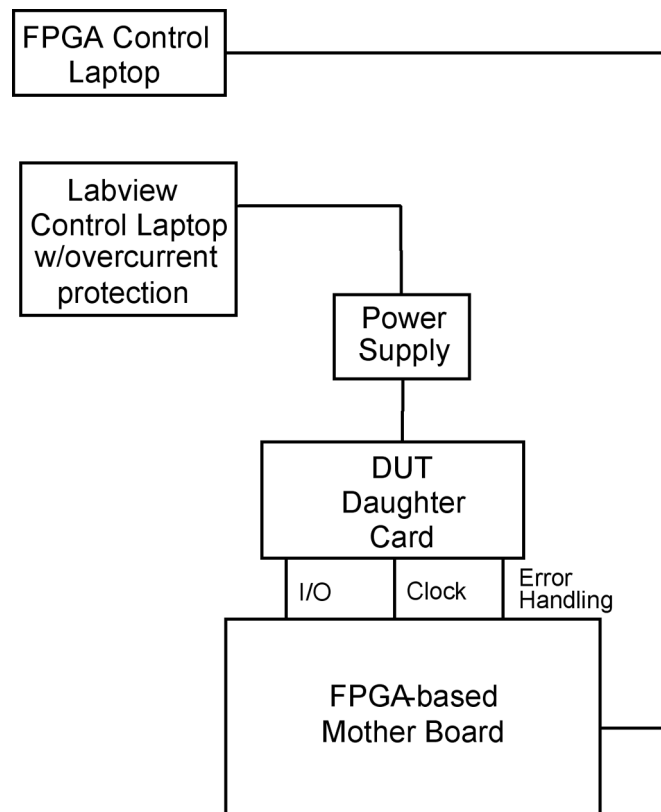 FPGA Control
Laptop
Labview
Control Laptop
w/overcurrent
protection
Power
Supply
DUT
Daughter
Card
I/O
Clock
Error
Handling
FPGA-based
Mother Board